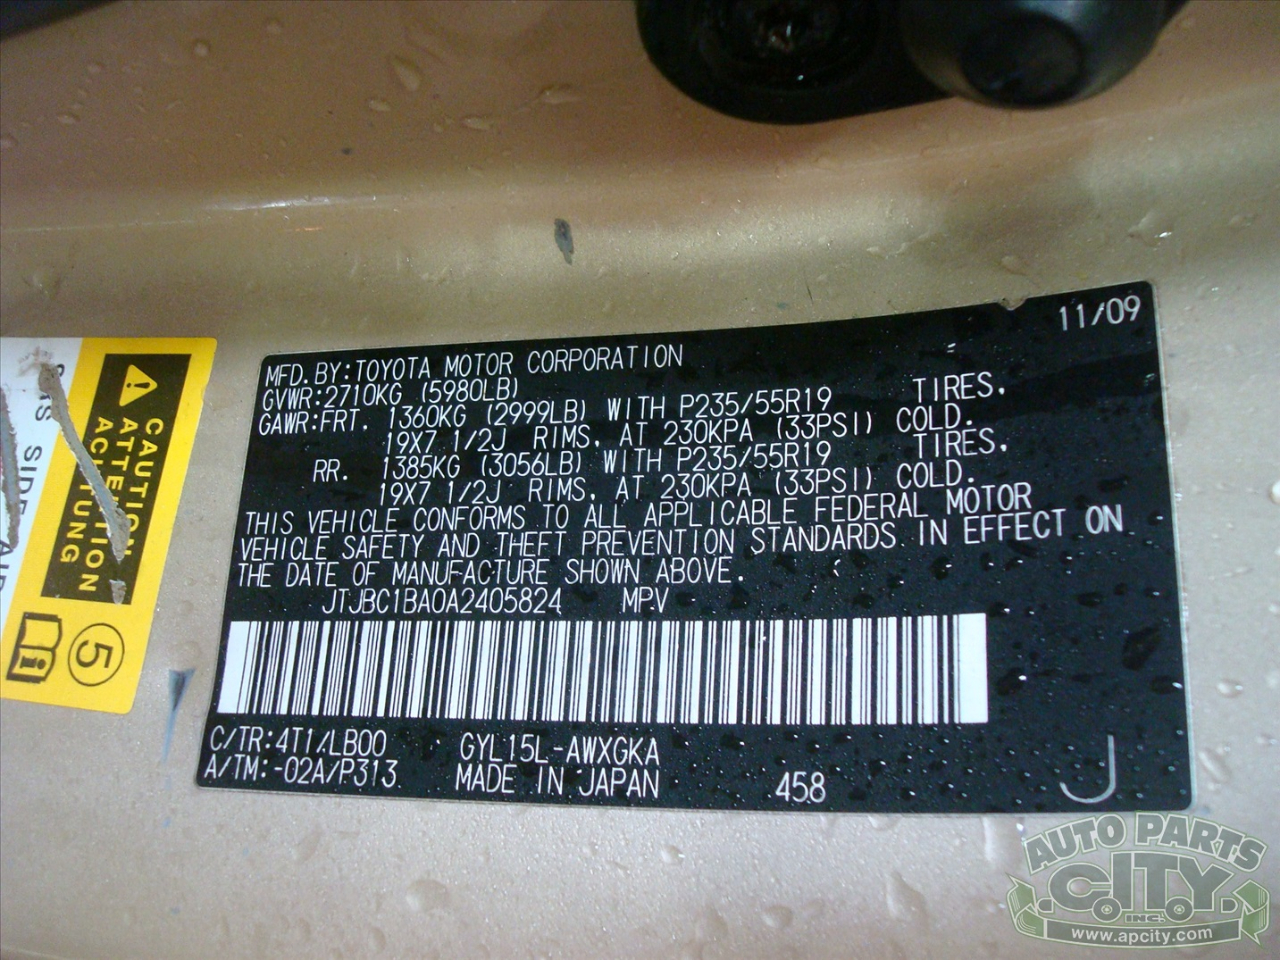 11/09
MFD. BY: TOYOTA MOTOR CORPORATION
GVWR: 2710KG (5980LB)
GAWR: FRT. 1360KG (2999LB) WITH P235/55R19 TIRES,
19X7 1/2J RIMS, AT 230KPA (33PSI) COLD.
RR. 1385KG (3056LB) WITH P235/55R19 TIRES,
19X7 1/2J RIMS, AT 230KPA (33PSI) COLD.
THIS VEHICLE CONFORMS TO ALL APPLICABLE FEDERAL MOTOR
VEHICLE SAFETY AND THEFT PREVENTION STANDARDS IN EFFECT ON
THE DATE OF MANUFACTURE SHOWN ABOVE.
JTJBC1BA0A2405824 MPV
C/TR: 4T1/LB00 GYL15L-AWXGKA
A/TM: -02A/P313 MADE IN JAPAN 458 J
CAUTION
ATTENTION
ACHTUNG
SIDE
5
AUTO PARTS
CITY
INC.
www.apcity.com